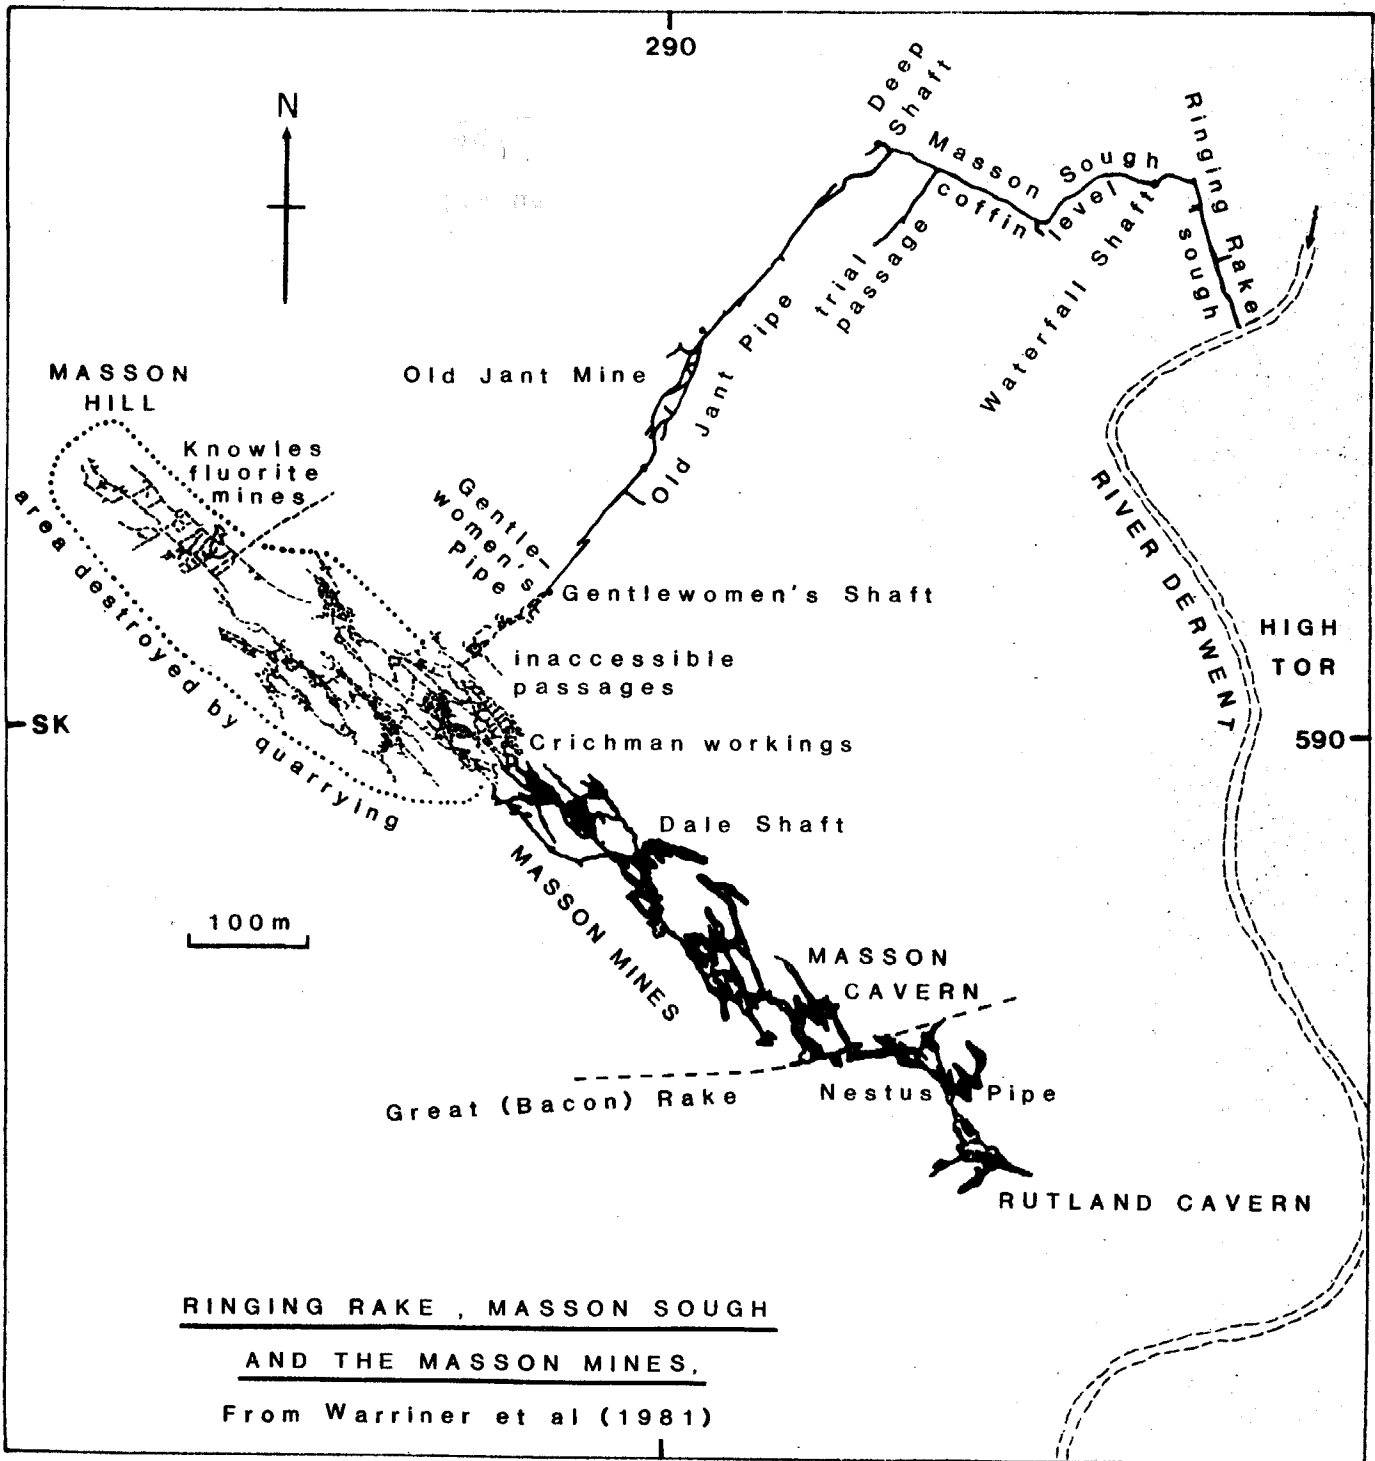 290
N
Deep
Shaft
Masson Sough
coffin level
Ringing Rake
sough
Waterfall Shaft
trial
passage
Old Jant Pipe
Old Jant Mine
MASSON
HILL
Knowles
fluorite
mines
area destroyed by quarrying
Gentle-
women's
Pipe
Gentlewomen's Shaft
inaccessible
passages
RIVER DERWENT
HIGH
TOR
SK
590
Crichman workings
Dale Shaft
MASSON MINES
100m
MASSON
CAVERN
Great (Bacon) Rake
Nestus Pipe
RUTLAND CAVERN
RINGING RAKE , MASSON SOUGH
AND THE MASSON MINES.
From Warriner et al (1981)